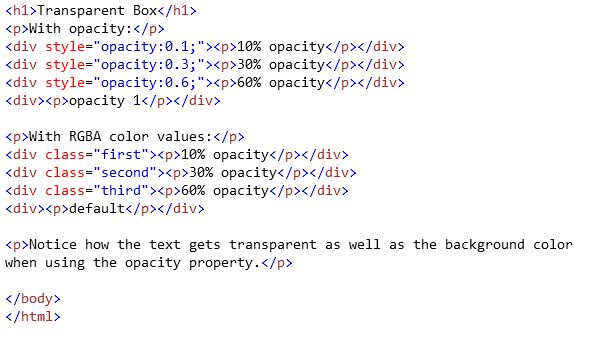 <h1>Transparent Box</h1>
<p>With opacity:</p>
<div style="opacity:0.1;"><p>10% opacity</p></div>
<div style="opacity:0.3;"><p>30% opacity</p></div>
<div style="opacity:0.6;"><p>60% opacity</p></div>
<div><p>opacity 1</p></div>
<p>With RGBA color values:</p>
<div class="first"><p>10% opacity</p></div>
<div class="second"><p>30% opacity</p></div>
<div class="third"><p>60% opacity</p></div>
<div><p>default</p></div>
<p>Notice how the text gets transparent as well as the background color
when using the opacity property.</p>
</body>
</html>